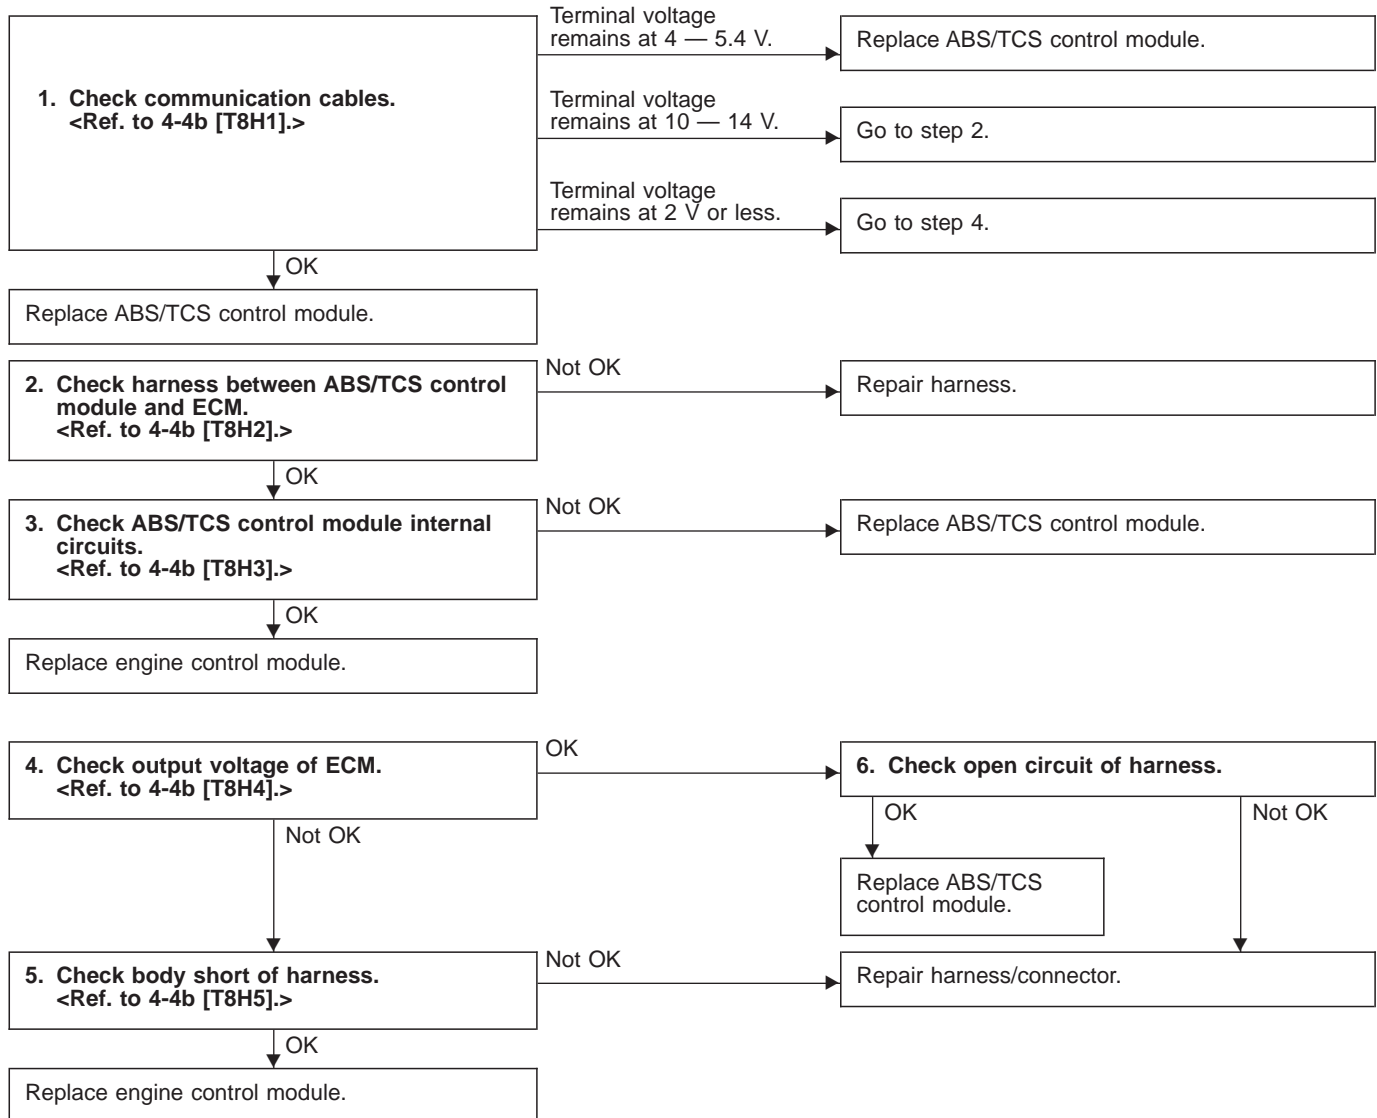 Terminal voltage
remains at 4 — 5.4 V.
Replace ABS/TCS control module.
1. Check communication cables.
<Ref. to 4-4b [T8H1].>
Terminal voltage
remains at 10 — 14 V.
Go to step 2.
Terminal voltage
remains at 2 V or less.
Go to step 4.
OK
Replace ABS/TCS control module.
2. Check harness between ABS/TCS control
module and ECM.
<Ref. to 4-4b [T8H2].>
Not OK
Repair harness.
OK
3. Check ABS/TCS control module internal
circuits.
<Ref. to 4-4b [T8H3].>
Not OK
Replace ABS/TCS control module.
OK
Replace engine control module.
4. Check output voltage of ECM.
<Ref. to 4-4b [T8H4].>
OK
6. Check open circuit of harness.
Not OK
OK
Not OK
Replace ABS/TCS
control module.
5. Check body short of harness.
<Ref. to 4-4b [T8H5].>
Not OK
Repair harness/connector.
OK
Replace engine control module.